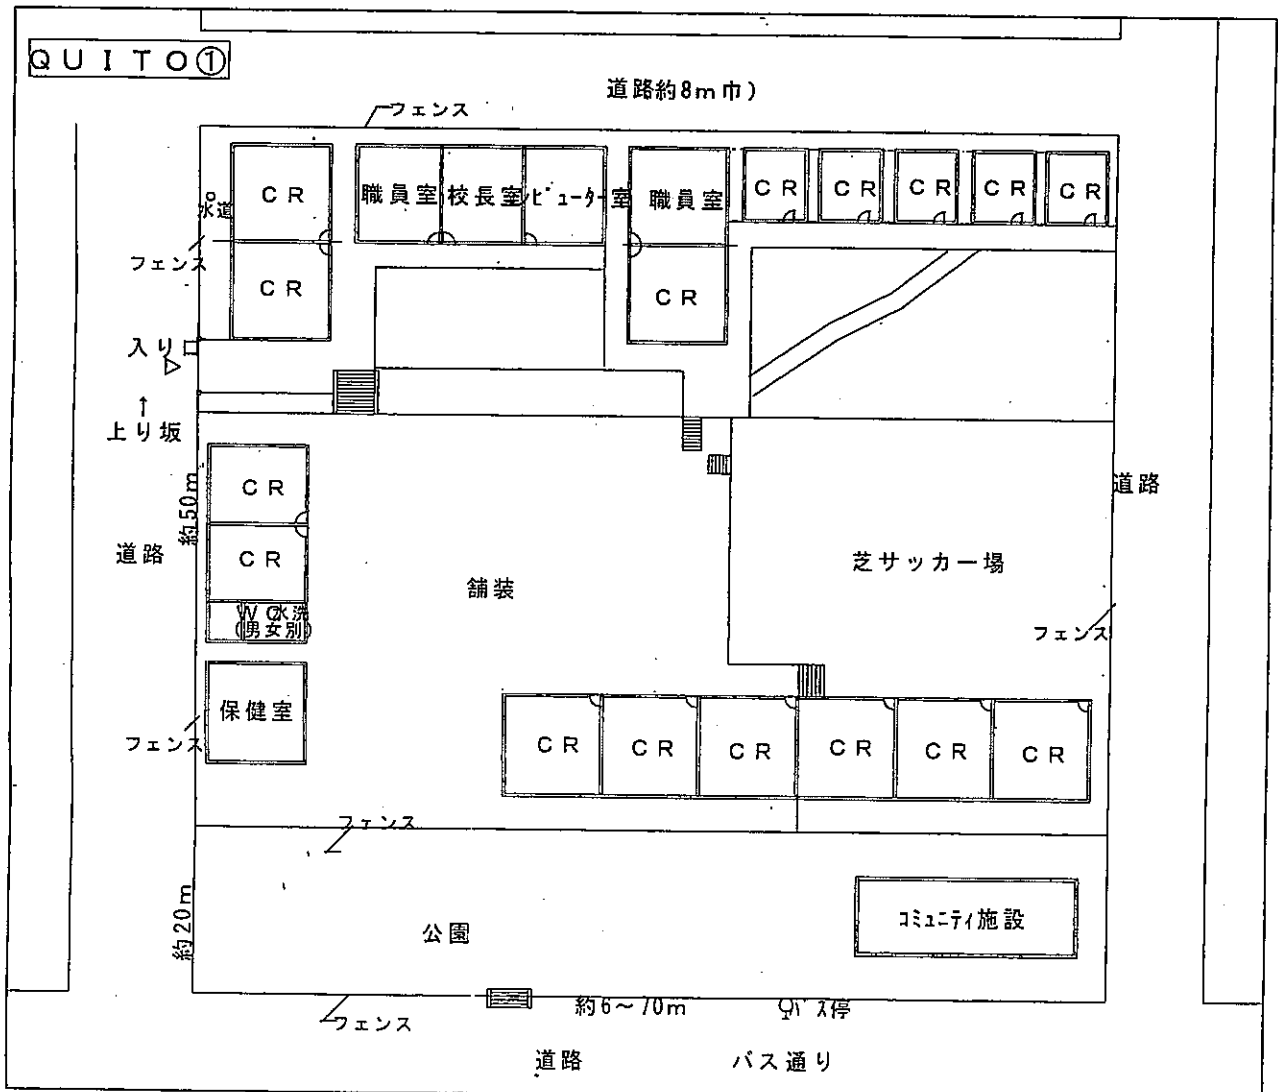 QUITO①
道路約8m巾)
フェンス
CR
職員室
校長室
ピューター室
職員室
CR
CR
CR
CR
CR
水道
フェンス
CR
CR
入り口
↑
上り坂
CR
約50m
道路
道路
CR
芝サッカー場
舗装
WC水洗
(男女別)
フェンス
保健室
フェンス
CR
CR
CR
CR
CR
CR
フェンス
約20m
コミュニティ施設
公園
約6~70m
バス停
フェンス
道路
バス通り